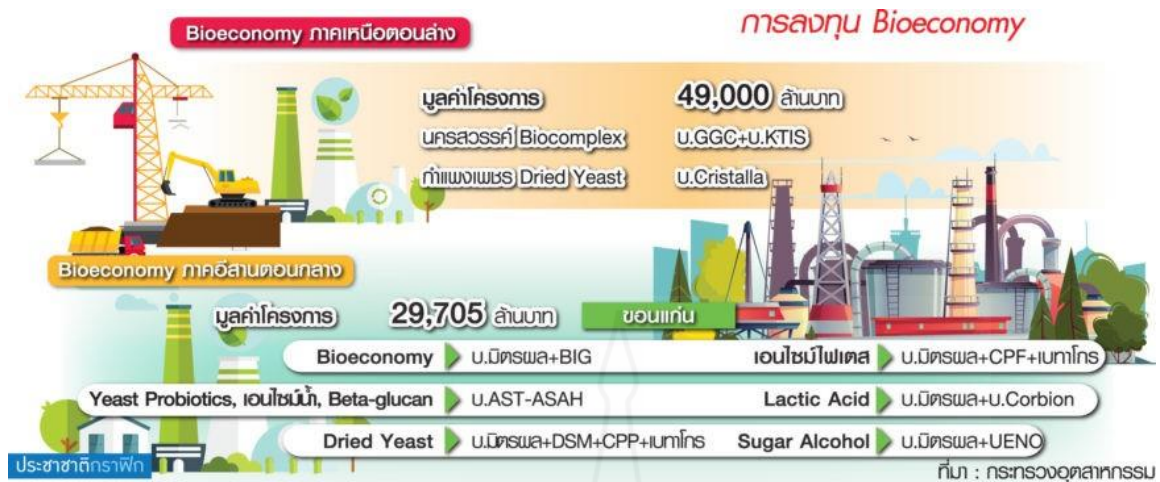 การลงทุน Bioeconomy
Bioeconomy ภาคเหนือตอนล่าง
มูลค่าโครงการ 49,000 ล้านบาท
นครสวรรค์ Biocomplex บ.GGC+บ.KTIS
กำแพงเพชร Dried Yeast บ.Cristalla
Bioeconomy ภาคอีสานตอนกลาง
มูลค่าโครงการ 29,705 ล้านบาท ขอนแก่น
Bioeconomy บ.มิตรผล+BIG เอนไซม์ไฟเตส บ.มิตรผล+CPF+เบทาโกร
Yeast Probiotics, เอนไซม์น้ำ, Beta-glucan บ.AST-ASAH Lactic Acid บ.มิตรผล+บ.Corbion
Dried Yeast บ.มิตรผล+DSM+CPP+เบทาโกร Sugar Alcohol บ.มิตรผล+UENO
ประชาชาติกราฟิก
ที่มา : กระทรวงอุตสาหกรรม